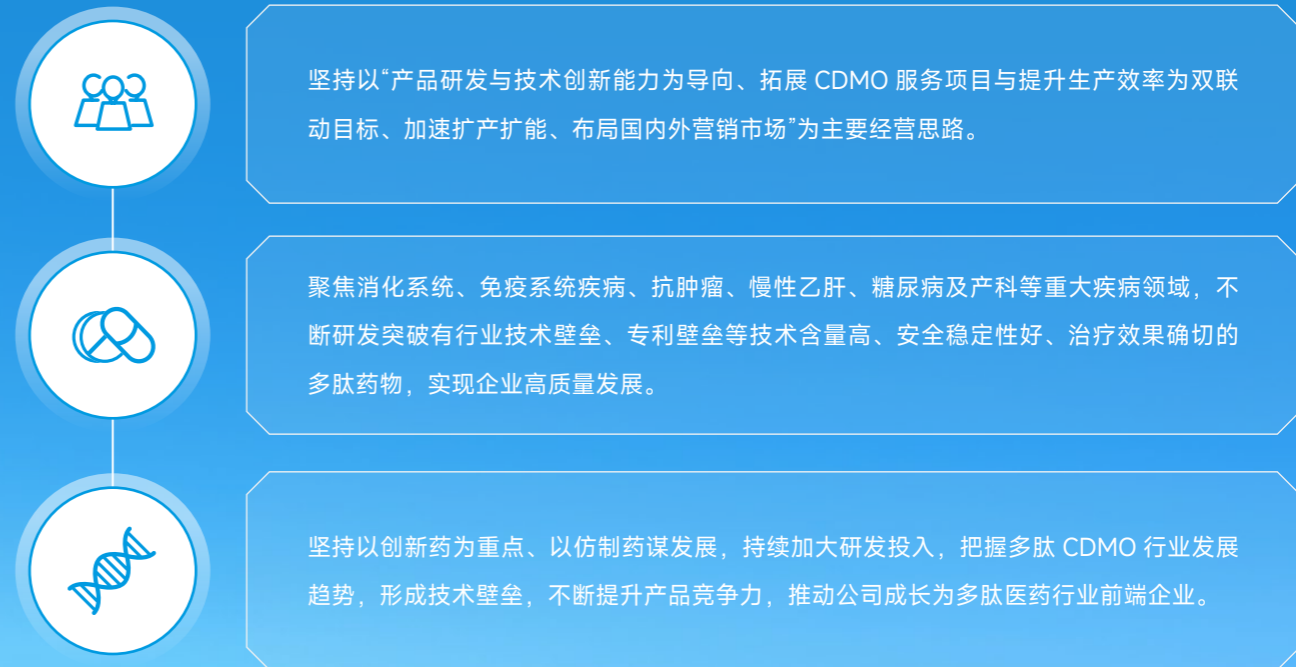 坚持以“产品研发与技术创新能力为导向、拓展 CDMO 服务项目与提升生产效率为双联
动目标、加速扩产扩能、布局国内外营销市场”为主要经营思路。
聚焦消化系统、免疫系统疾病、抗肿瘤、慢性乙肝、糖尿病及产科等重大疾病领域，不
断研发突破有行业技术壁垒、专利壁垒等技术含量高、安全稳定性好、治疗效果确切的
多肽药物，实现企业高质量发展。
坚持以创新药为重点、以仿制药谋发展，持续加大研发投入，把握多肽 CDMO 行业发展
趋势，形成技术壁垒，不断提升产品竞争力，推动公司成长为多肽医药行业前端企业。